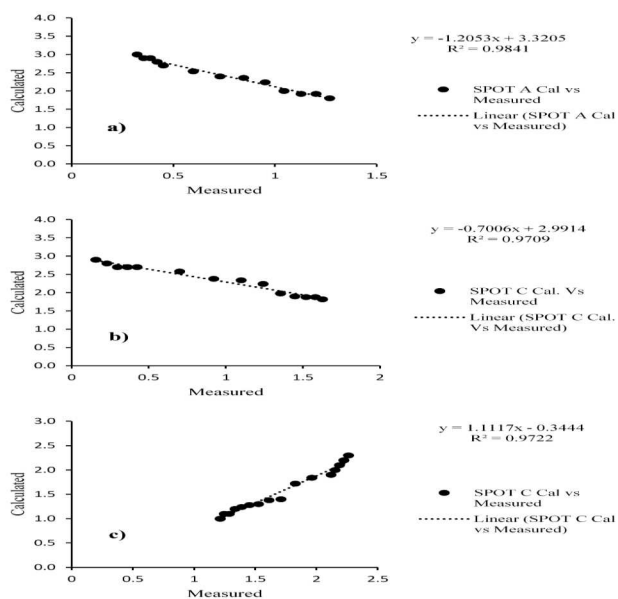 4.0
3.5
3.0
2.5
2.0
1.5
1.0
0.5
0.0
Calculated
a)
0 0.5 1 1.5
Measured
y = -1.2053x + 3.3205
R² = 0.9841
SPOT A Cal vs
Measured
Linear (SPOT A Cal
vs Measured)
4.0
3.5
3.0
2.5
2.0
1.5
1.0
0.5
0.0
Calculated
b)
0 0.5 1 1.5 2
Measured
y = -0.7006x + 2.9914
R² = 0.9709
SPOT C Cal. Vs
Measured
Linear (SPOT C Cal.
Vs Measured)
3.0
2.5
2.0
1.5
1.0
0.5
0.0
Calculated
c)
0 0.5 1 1.5 2 2.5
Measured
y = 1.1117x - 0.3444
R² = 0.9722
SPOT C Cal vs
Measured
Linear (SPOT C Cal
vs Measured)